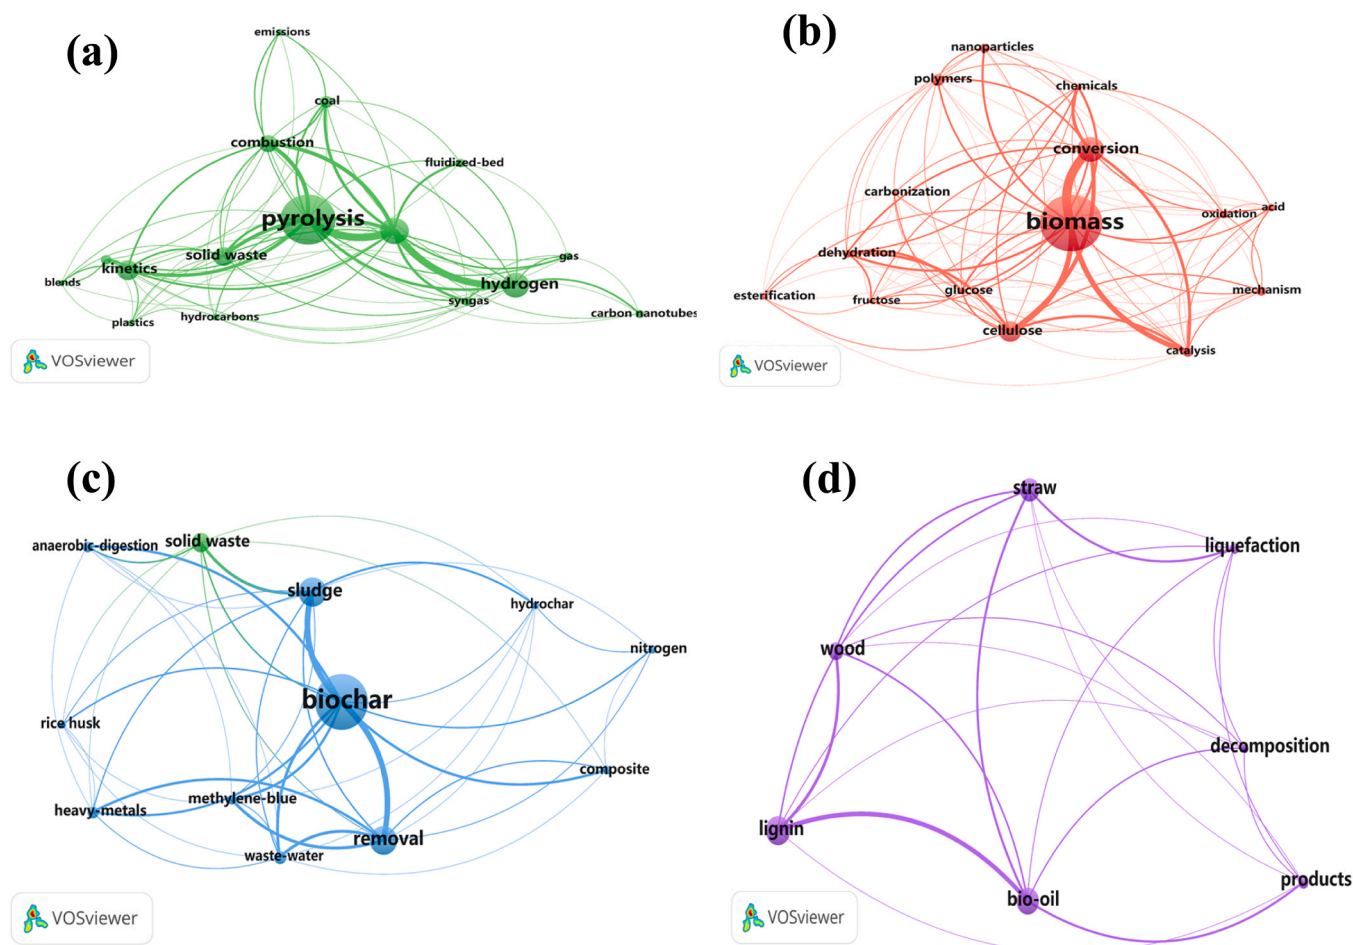 (a)
emissions
coal
combustion
fluidized-bed
pyrolysis
solid waste
kinetics
gas
blends
hydrogen
syngas
carbon nanotubes
hydrocarbons
plastics
VOSviewer
(b)
nanoparticles
polymers
chemicals
conversion
carbonization
acid
oxidation
biomass
dehydration
glucose
mechanism
esterification
fructose
cellulose
catalysis
VOSviewer
(c)
solid waste
anaerobic-digestion
sludge
hydrochar
nitrogen
biochar
rice husk
composite
methylene-blue
heavy-metals
removal
waste-water
VOSviewer
(d)
straw
liquefaction
wood
decomposition
lignin
products
bio-oil
VOSviewer